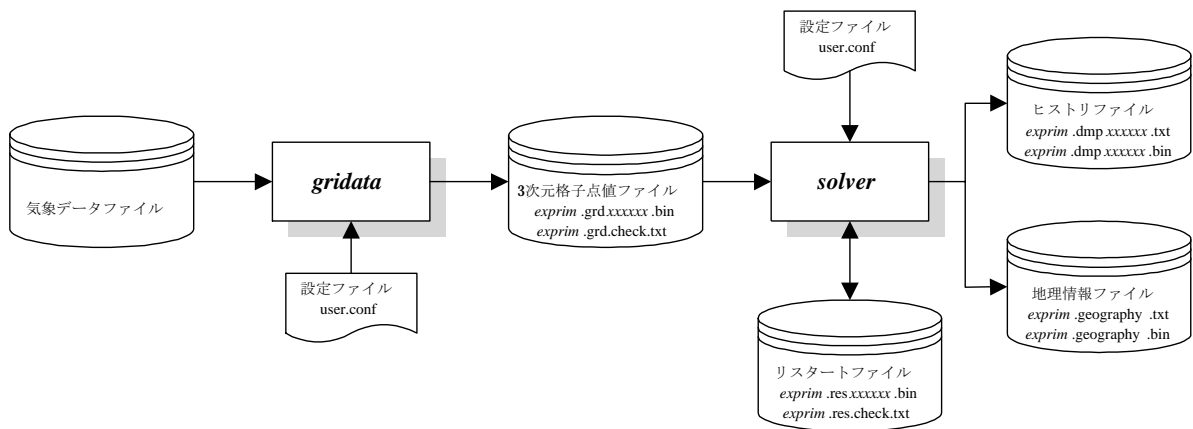 気象データファイル
gridata
設定ファイル
user.conf
3次元格子点値ファイル
exprim .grd xxxxxx .bin
exprim .grd.check.txt
設定ファイル
user.conf
solver
リスタートファイル
exprim .res xxxxxx .bin
exprim .res.check.txt
ヒストリファイル
exprim .dmp xxxxxx .txt
exprim .dmp xxxxxx .bin
地理情報ファイル
exprim .geography .txt
exprim .geography .bin